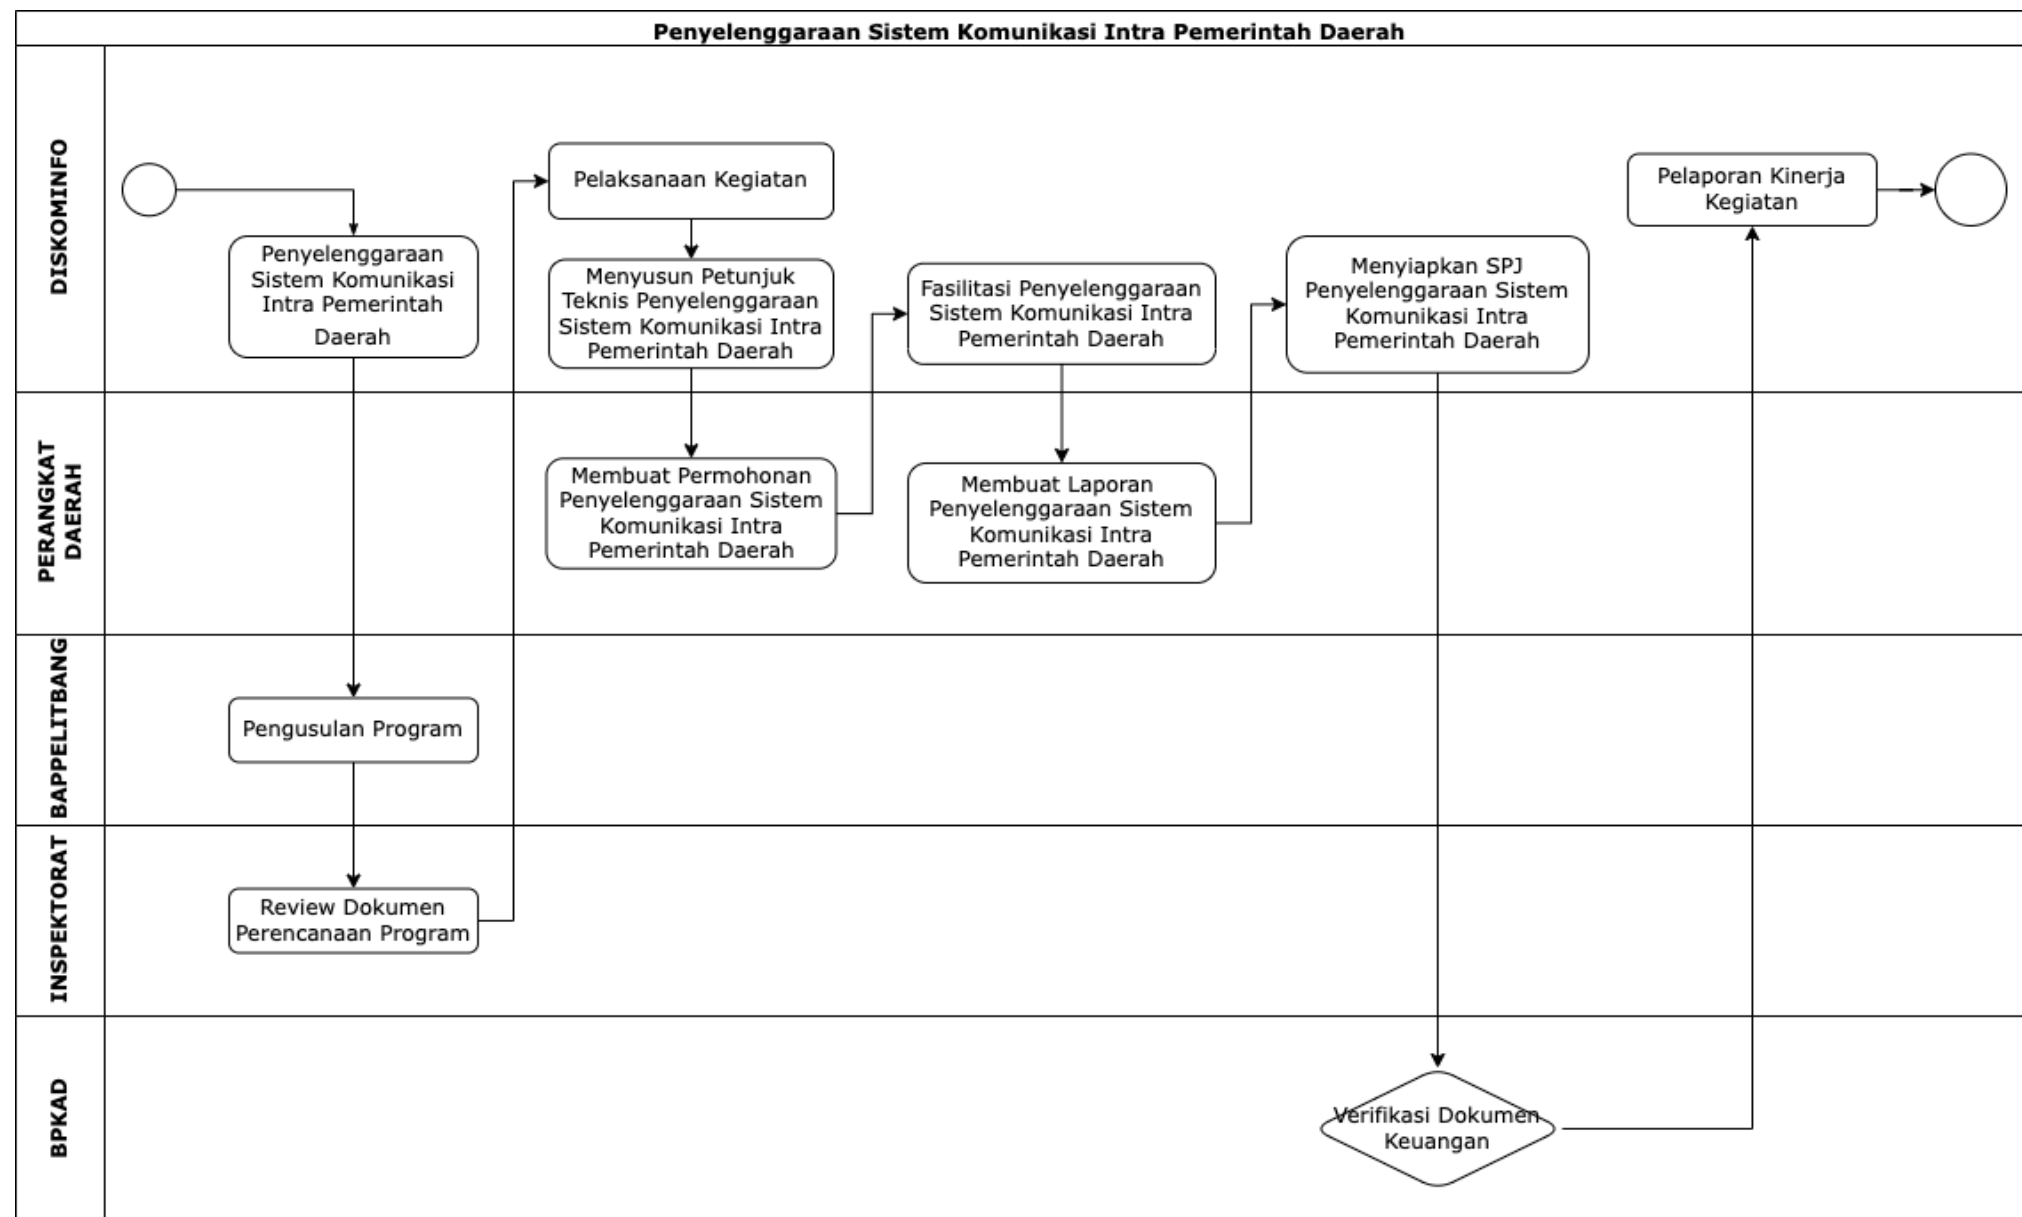 Penyelenggaraan Sistem Komunikasi Intra Pemerintah Daerah
DISKOMINFO
Penyelenggaraan
Sistem Komunikasi
Intra Pemerintah
Daerah
Pelaksanaan Kegiatan
Menyusun Petunjuk
Teknis Penyelenggaraan
Sistem Komunikasi Intra
Pemerintah Daerah
Fasilitasi Penyelenggaraan
Sistem Komunikasi Intra
Pemerintah Daerah
Menyiapkan SPJ
Penyelenggaraan Sistem
Komunikasi Intra
Pemerintah Daerah
Pelaporan Kinerja
Kegiatan
PERANGKAT
DAERAH
Membuat Permohonan
Penyelenggaraan Sistem
Komunikasi Intra
Pemerintah Daerah
Membuat Laporan
Penyelenggaraan Sistem
Komunikasi Intra
Pemerintah Daerah
BAPPELITBANG
Pengusulan Program
INSPEKTORAT
Review Dokumen
Perencanaan Program
BPKAD
Verifikasi Dokumen
Keuangan